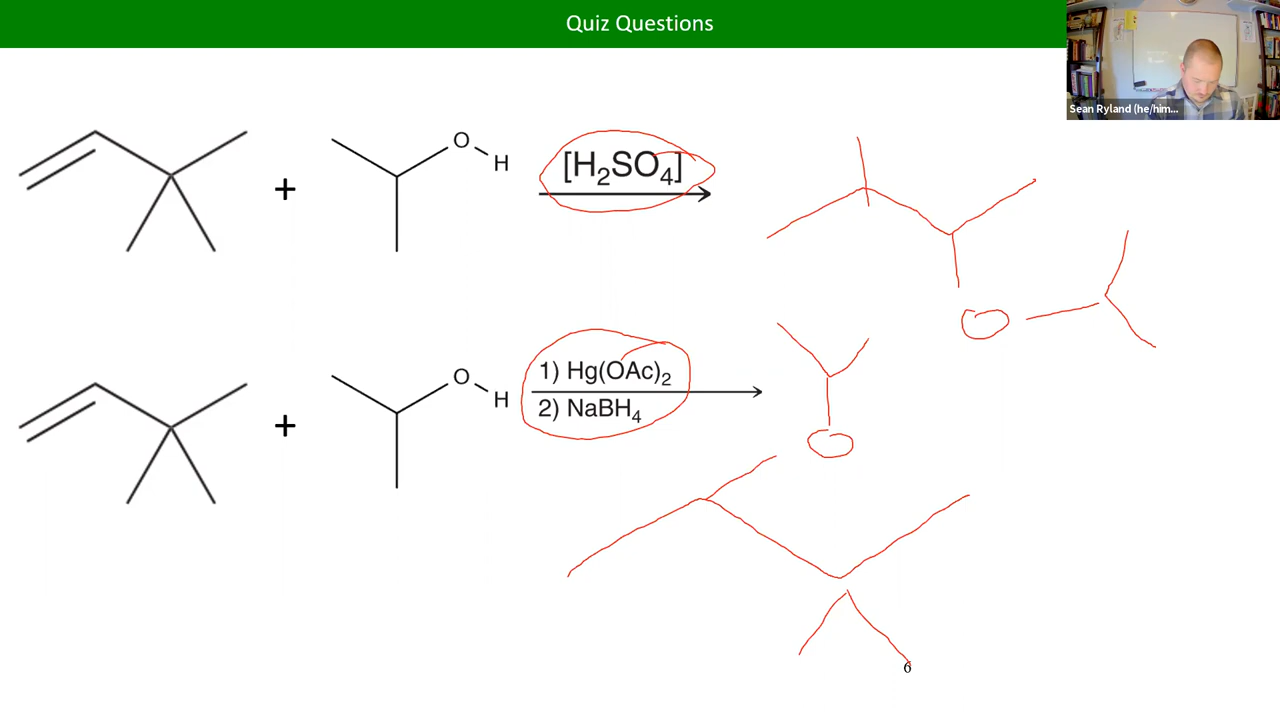 Quiz Questions
Sean Ryland (he/him...
O
H
+
[H₂SO₄]
O
+
O
H
1) Hg(OAc)₂
2) NaBH₄
O
6